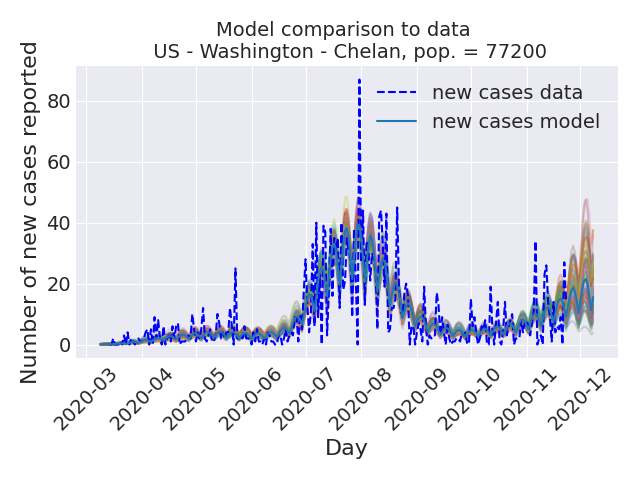 Model comparison to data
US - Washington - Chelan, pop. = 77200
Number of new cases reported
80
60
40
20
0
new cases data
new cases model
2020-03
2020-04
2020-05
2020-06
2020-07
2020-08
2020-09
2020-10
2020-11
2020-12
Day